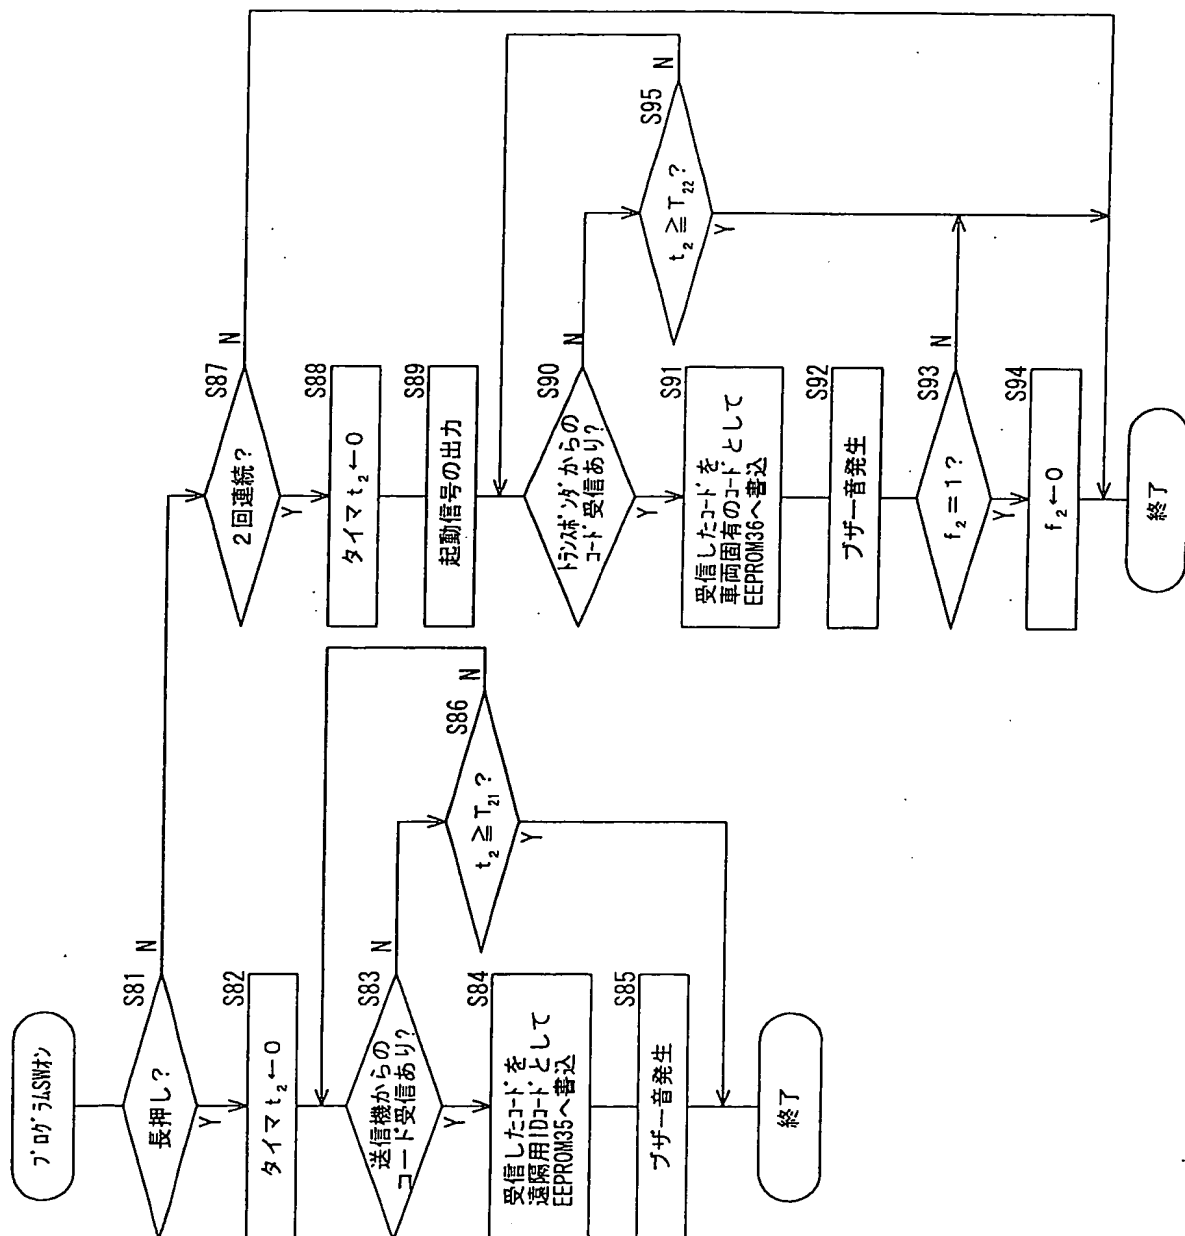 プログラムSWオン
S81
長押し?
N
Y
S82
タイマ t₂←0
S83
送信機からの
コード受信あり?
N
Y
S84
受信したコードを
遠隔用IDコードとして
EEPROM35へ書込
S85
ブザー音発生
S86
t₂≧T₂₁?
N
Y
終了
S87
2回連続?
N
Y
S88
タイマ t₂←0
S89
起動信号の出力
S90
トランスポンダからの
コード受信あり?
N
Y
S91
受信したコードを
車両固有のコードとして
EEPROM36へ書込
S92
ブザー音発生
S93
f₂=1?
N
Y
S94
f₂←0
S95
t₂≧T₂₂?
N
Y
終了